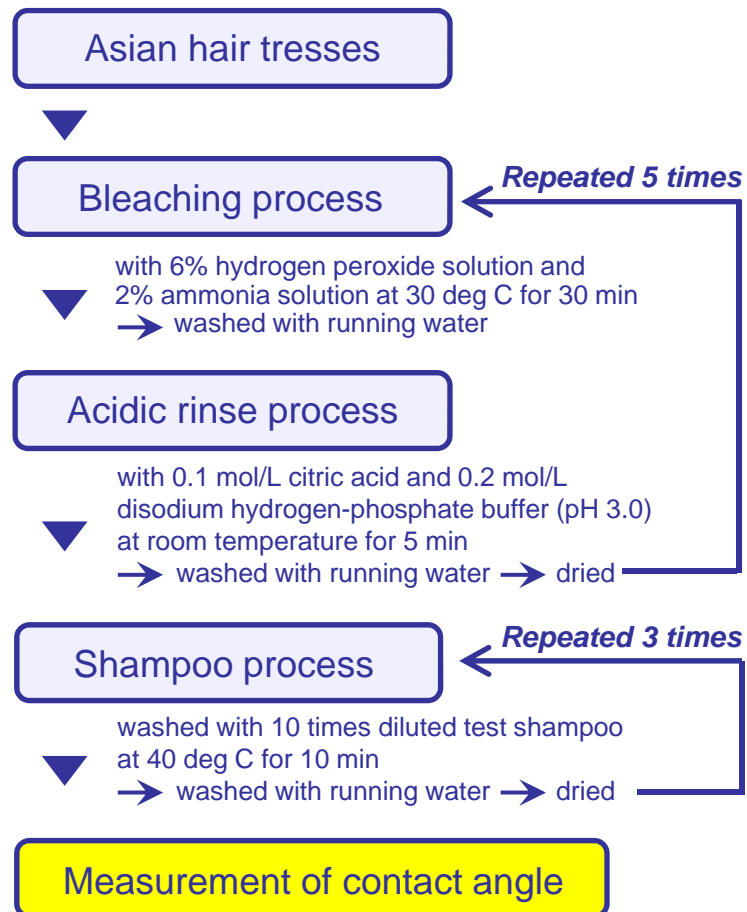 Asian hair tresses
Repeated 5 times
Bleaching process
with 6% hydrogen peroxide solution and
2% ammonia solution at 30 deg C for 30 min
washed with running water
Acidic rinse process
with 0.1 mol/L citric acid and 0.2 mol/L
disodium hydrogen-phosphate buffer (pH 3.0)
at room temperature for 5 min
washed with running water dried
Repeated 3 times
Shampoo process
washed with 10 times diluted test shampoo
at 40 deg C for 10 min
washed with running water dried
Measurement of contact angle